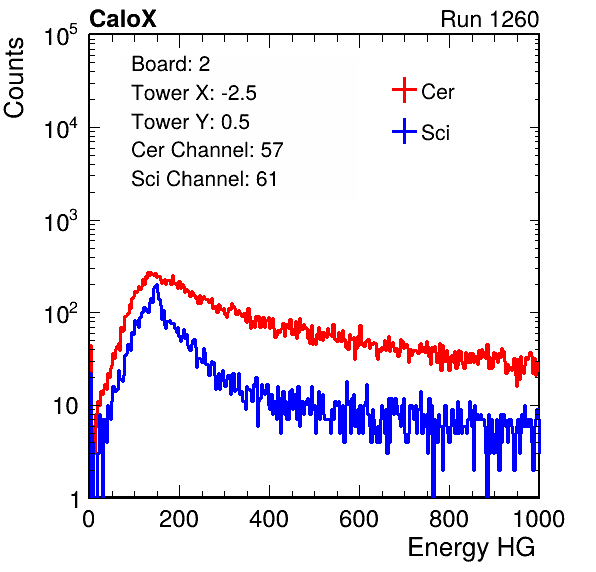 CaloX Run 1260
Counts
Board: 2
Tower X: -2.5
Tower Y: 0.5
Cer Channel: 57
Sci Channel: 61
Cer
Sci
10^5
10^4
10^3
10^2
10
1
0 200 400 600 800 1000
Energy HG